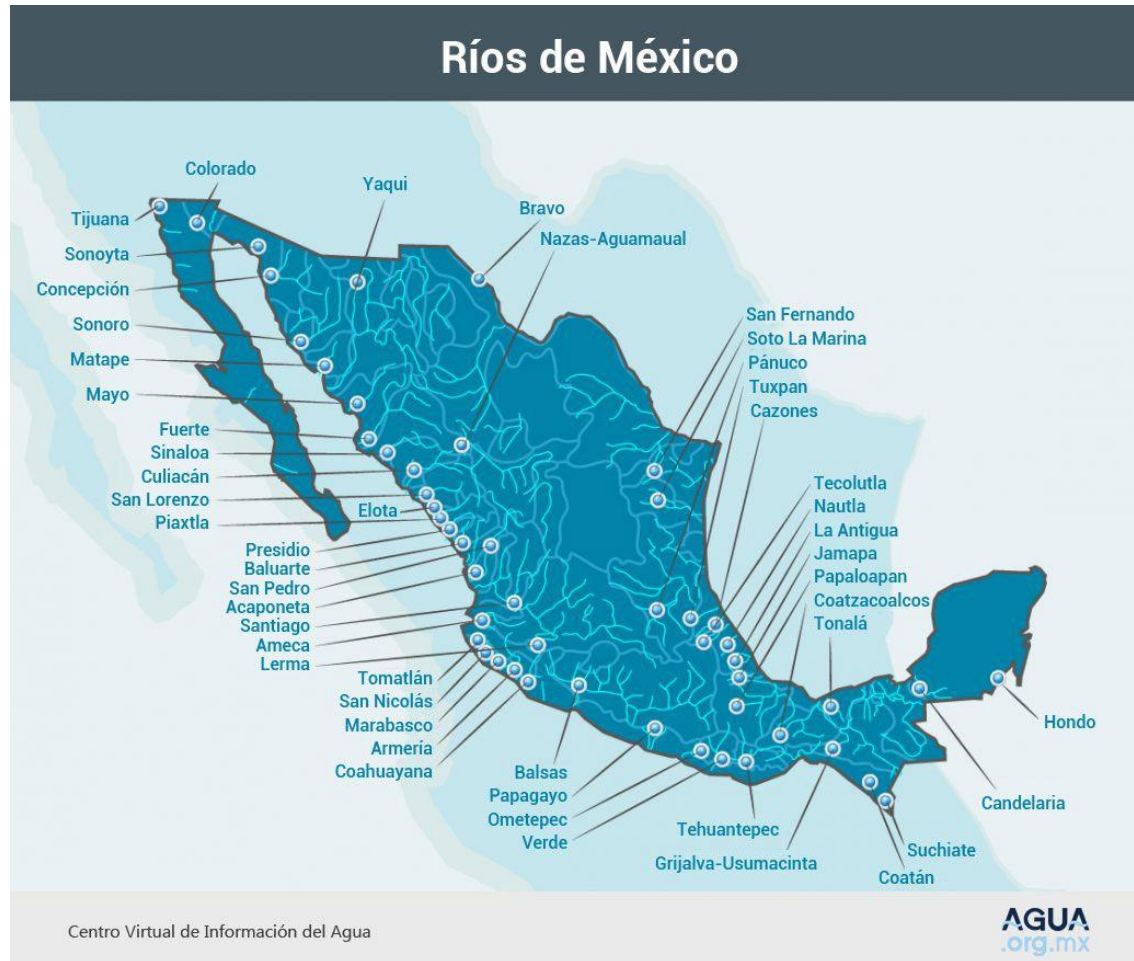 Ríos de México
Colorado
Yaqui
Bravo
Nazas-Aguamaual
Tijuana
Sonoyta
Concepción
Sonoro
Matape
Mayo
Fuerte
Sinaloa
Culiacán
San Lorenzo
Piaxtla
Elota
Presidio
Baluarte
San Pedro
Acaponeta
Santiago
Ameca
Lerma
Tomatlán
San Nicolás
Marabasco
Armería
Coahuayana
San Fernando
Soto La Marina
Pánuco
Tuxpan
Cazones
Tecolutla
Nautla
La Antigua
Jamapa
Papaloapan
Coatzacoalcos
Tonalá
Hondo
Candelaria
Balsas
Papagayo
Ometepec
Verde
Tehuantepec
Grijalva-Usumacinta
Suchiate
Coatán
Centro Virtual de Información del Agua
AGUA
.org.mx